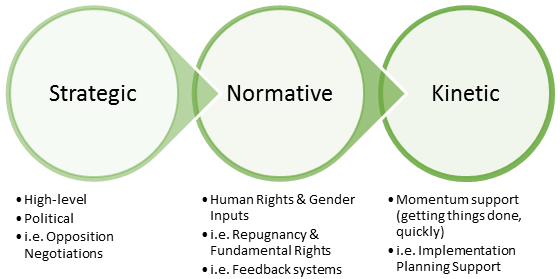 Strategic
Normative
Kinetic
• High-level
• Political
• i.e. Opposition
Negotiations
• Human Rights & Gender
Inputs
• i.e. Repugnancy &
Fundamental Rights
• i.e. Feedback systems
• Momentum support
(getting things done,
quickly)
• i.e. Implementation
Planning Support